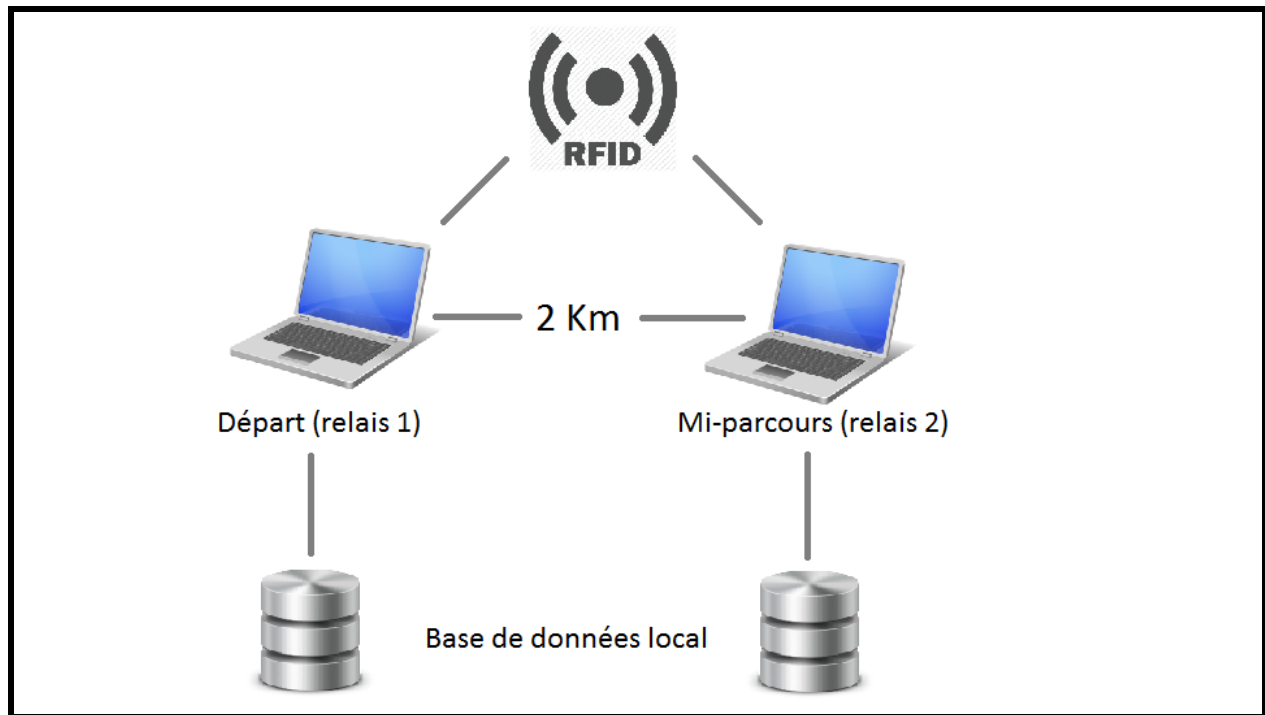 RFID
2 Km
Départ (relais 1)
Mi-parcours (relais 2)
Base de données local